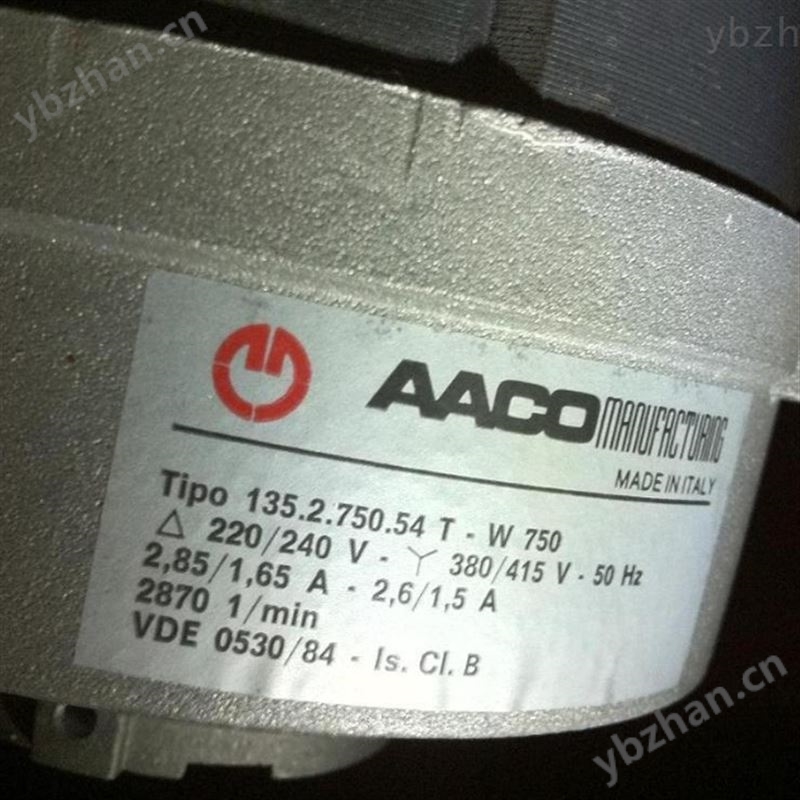 ybzhan.cn
ybzh
AACO MANUFACTURING
MADE IN ITALY
Tipo 135.2.750.54 T - W 750
△ 220/240 V - Y 380/415 V - 50 Hz
2,85/1,65 A - 2,6/1,5 A
2870 1/min
VDE 0530/84 - Is. Cl. B
ybzhan.cn